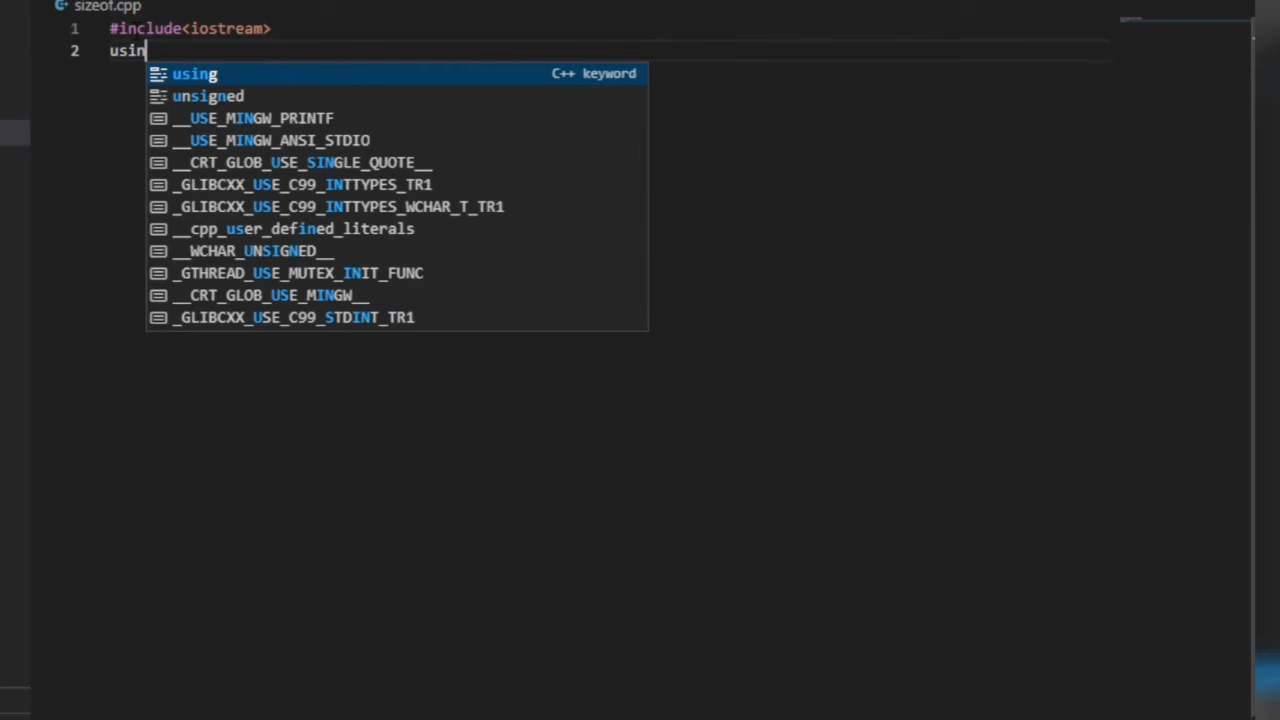 sizeof.cpp
1 #include<iostream>
2 usin
using C++ keyword
unsigned
__USE_MINGW_PRINTF
__USE_MINGW_ANSI_STDIO
__CRT_GLOB_USE_SINGLE_QUOTE__
_GLIBCXX_USE_C99_INTTYPES_TR1
_GLIBCXX_USE_C99_INTTYPES_WCHAR_T_TR1
__cpp_user_defined_literals
__WCHAR_UNSIGNED__
_GTHREAD_USE_MUTEX_INIT_FUNC
__CRT_GLOB_USE_MINGW__
_GLIBCXX_USE_C99_STDINT_TR1